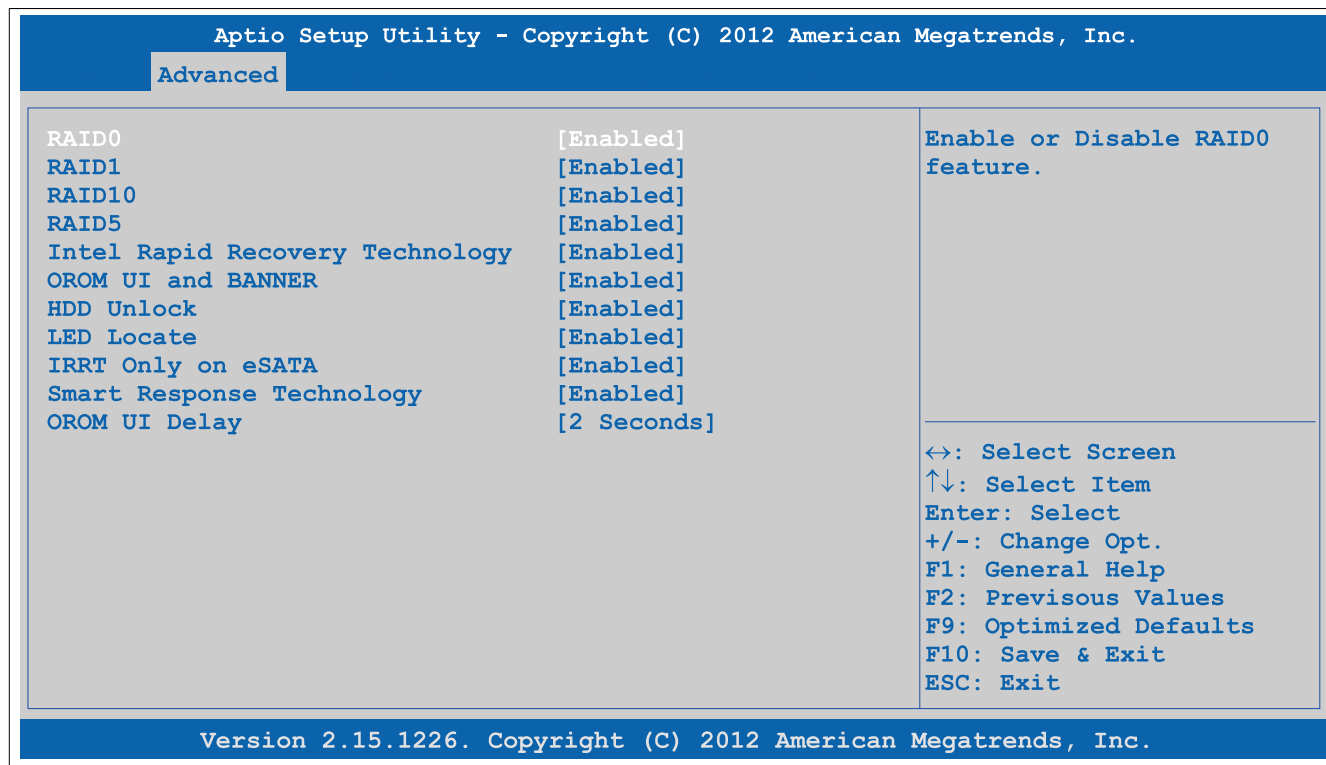 Aptio Setup Utility - Copyright (C) 2012 American Megatrends, Inc.
Advanced
RAID0 [Enabled]
RAID1 [Enabled]
RAID10 [Enabled]
RAID5 [Enabled]
Intel Rapid Recovery Technology [Enabled]
OROM UI and BANNER [Enabled]
HDD Unlock [Enabled]
LED Locate [Enabled]
IRRT Only on eSATA [Enabled]
Smart Response Technology [Enabled]
OROM UI Delay [2 Seconds]
Enable or Disable RAID0
feature.
↔: Select Screen
↑↓: Select Item
Enter: Select
+/-: Change Opt.
F1: General Help
F2: Previsous Values
F9: Optimized Defaults
F10: Save & Exit
ESC: Exit
Version 2.15.1226. Copyright (C) 2012 American Megatrends, Inc.